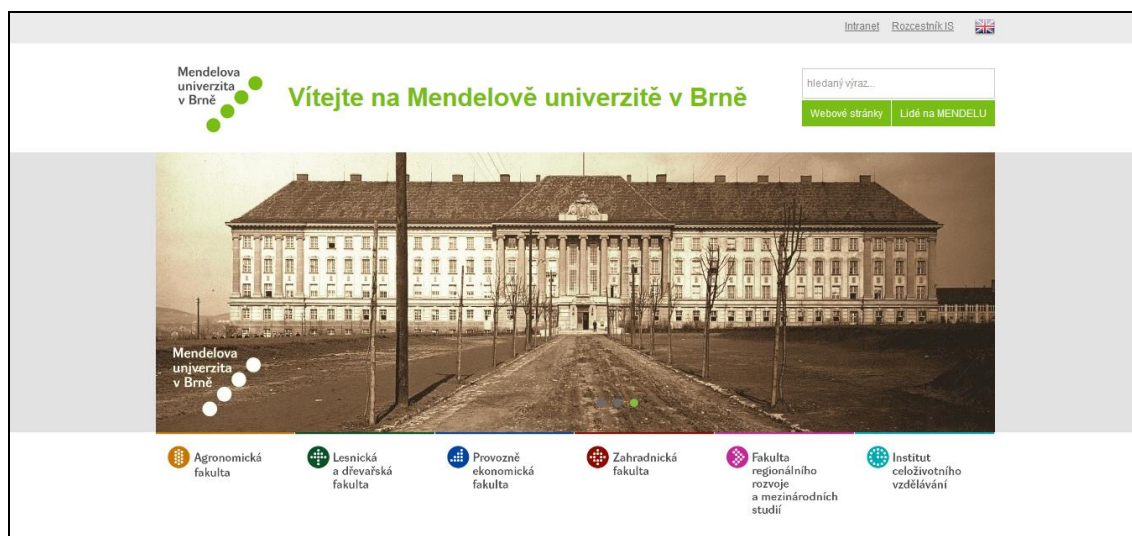 Intranet Rozcestník IS
Mendelova
univerzita
v Brně
Vítejte na Mendelově univerzitě v Brně
hledaný výraz...
Webové stránky Lidé na MENDELU
Mendelova
univerzita
v Brně
Agronomická
fakulta
Lesnická
a dřevařská
fakulta
Provozně
ekonomická
fakulta
Zahradnická
fakulta
Fakulta
regionálního
rozvoje
a mezinárodních
studií
Institut
celoživotního
vzdělávání